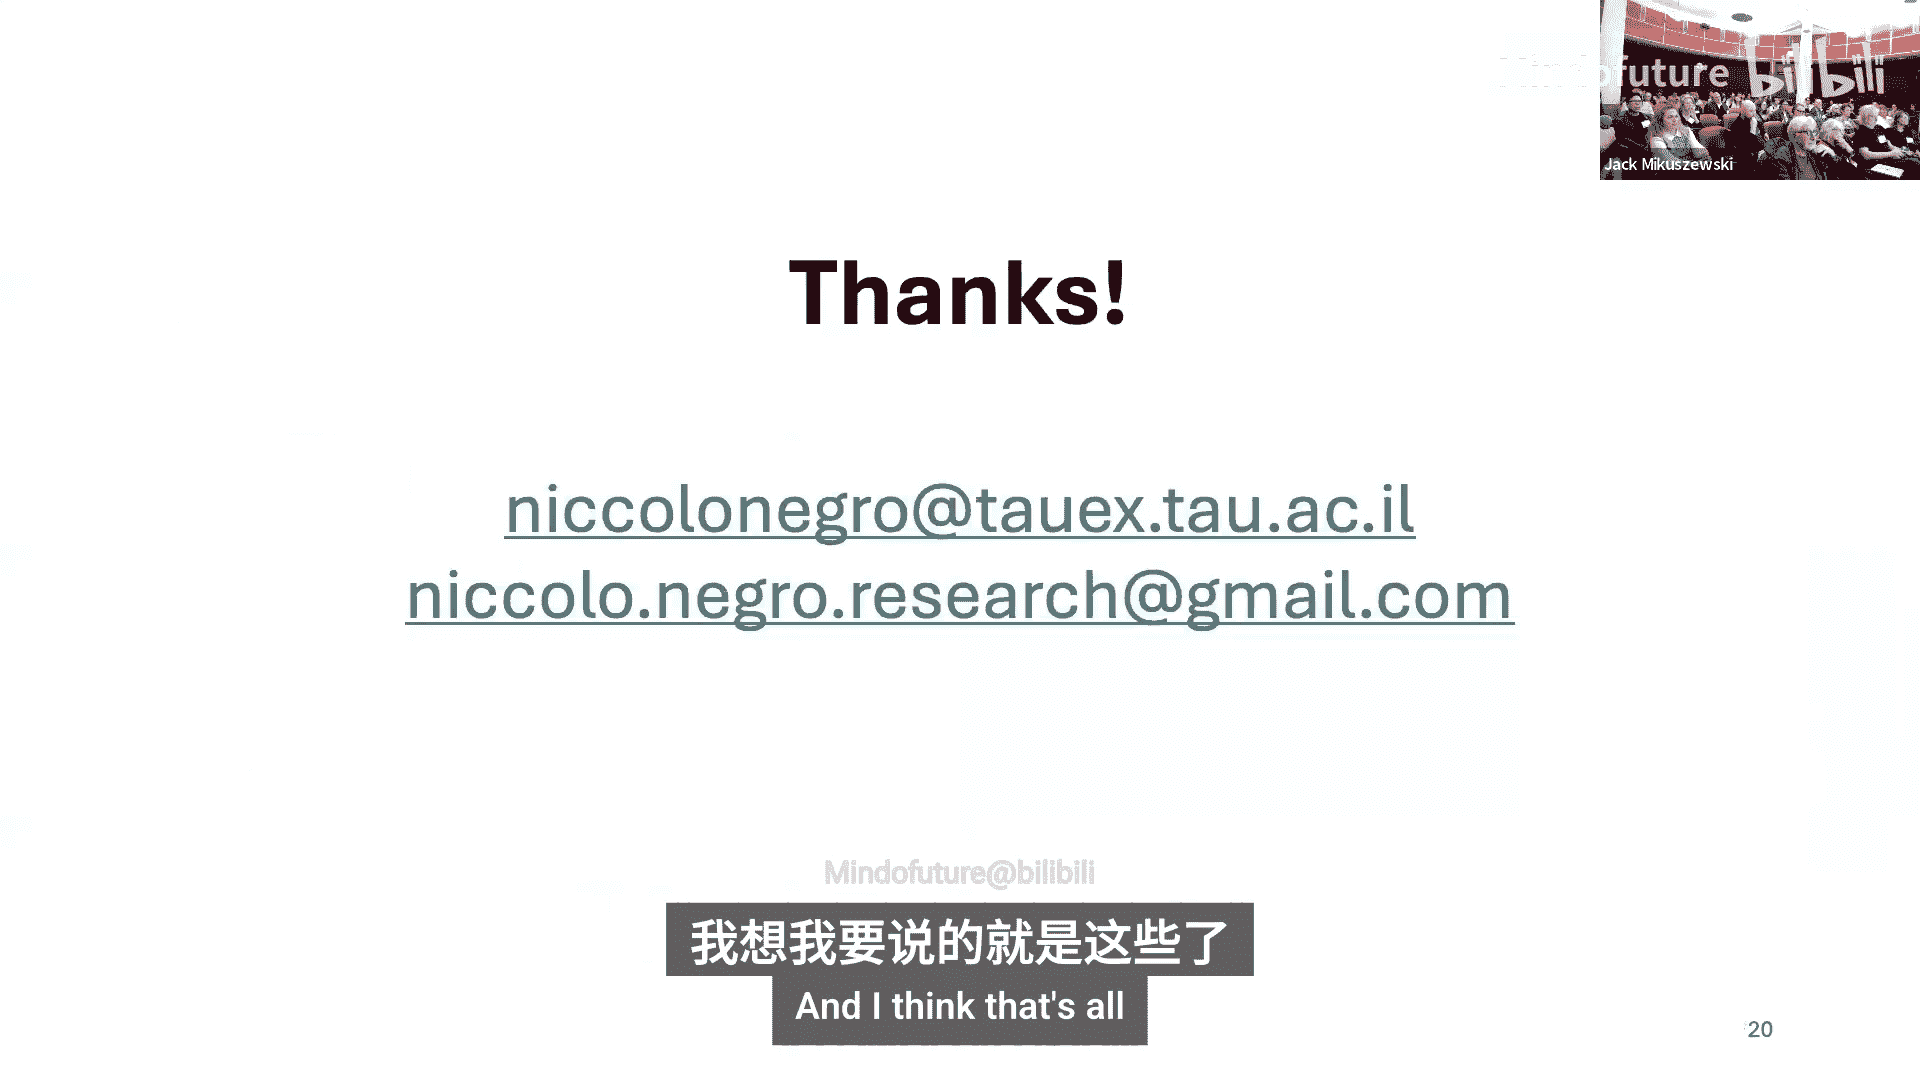 Mindofuture bilibili
Jack Mikuszewski
Thanks!
niccolonegro@tauex.tau.ac.il
niccolo.negro.research@gmail.com
Mindofuture@bilibili
我想我要说的就是这些了
And I think that's all
20